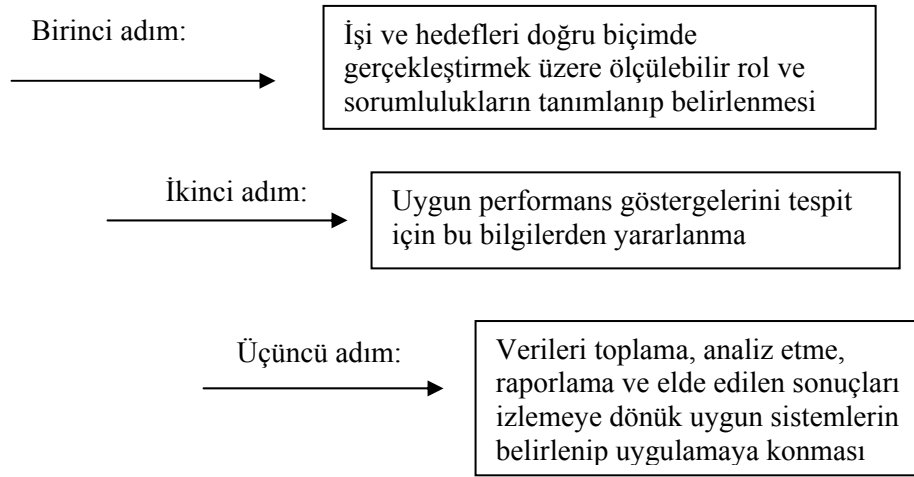 Birinci adım:
İşi ve hedefleri doğru biçimde
gerçekleştirmek üzere ölçülebilir rol ve
sorumlulukların tanımlanıp belirlenmesi
İkinci adım:
Uygun performans göstergelerini tespit
için bu bilgilerden yararlanma
Üçüncü adım:
Verileri toplama, analiz etme,
raporlama ve elde edilen sonuçları
izlemeye dönük uygun sistemlerin
belirlenip uygulamaya konması